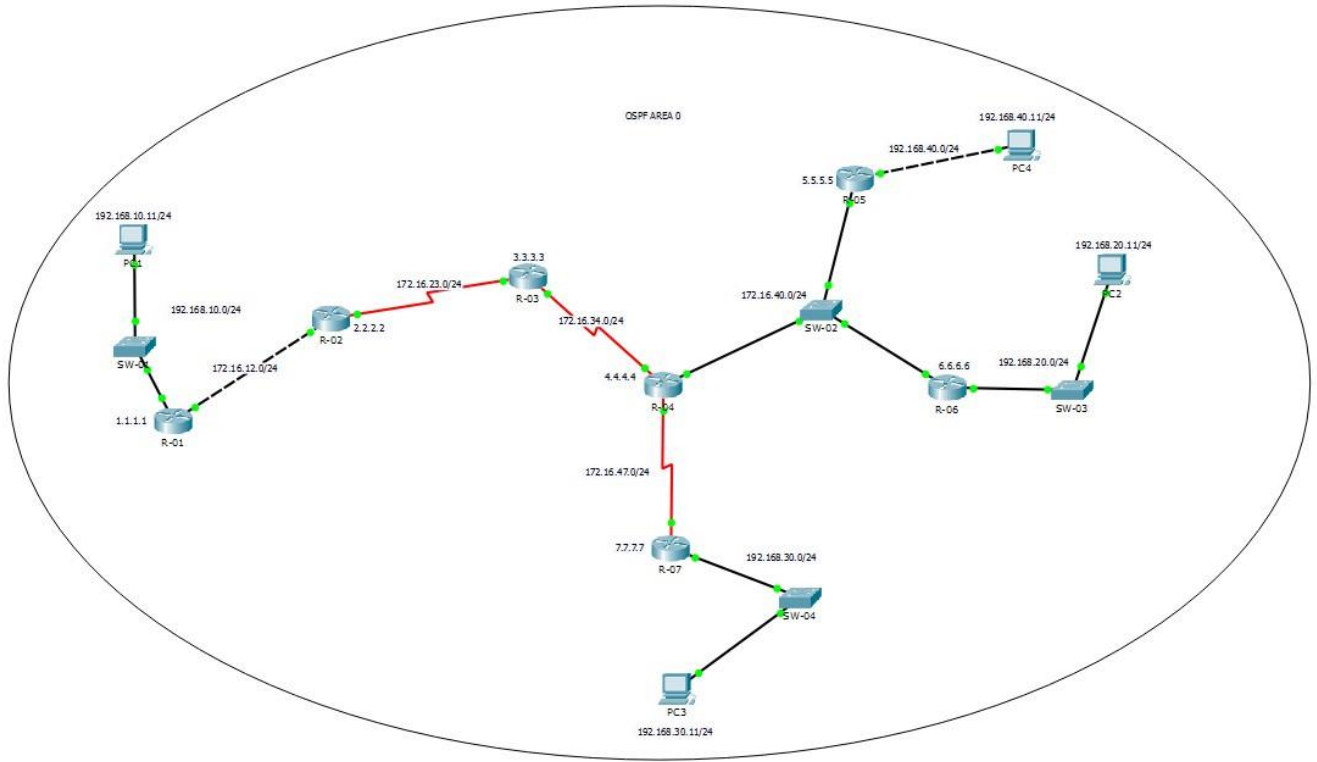 OSPF AREA 0
192.168.40.11/24
192.168.40.0/24
PC4
5.5.5.5
R-05
192.168.10.11/24
PC1
192.168.20.11/24
PC2
3.3.3.3
172.16.23.0/24
R-03
192.168.10.0/24
172.16.40.0/24
172.16.34.0/24
2.2.2.2
R-02
SW-02
SW-01
172.16.12.0/24
192.168.20.0/24
6.6.6.6
4.4.4.4
R-04
R-06
SW-03
1.1.1.1
R-01
172.16.47.0/24
7.7.7.7
R-07
192.168.30.0/24
SW-04
PC3
192.168.30.11/24